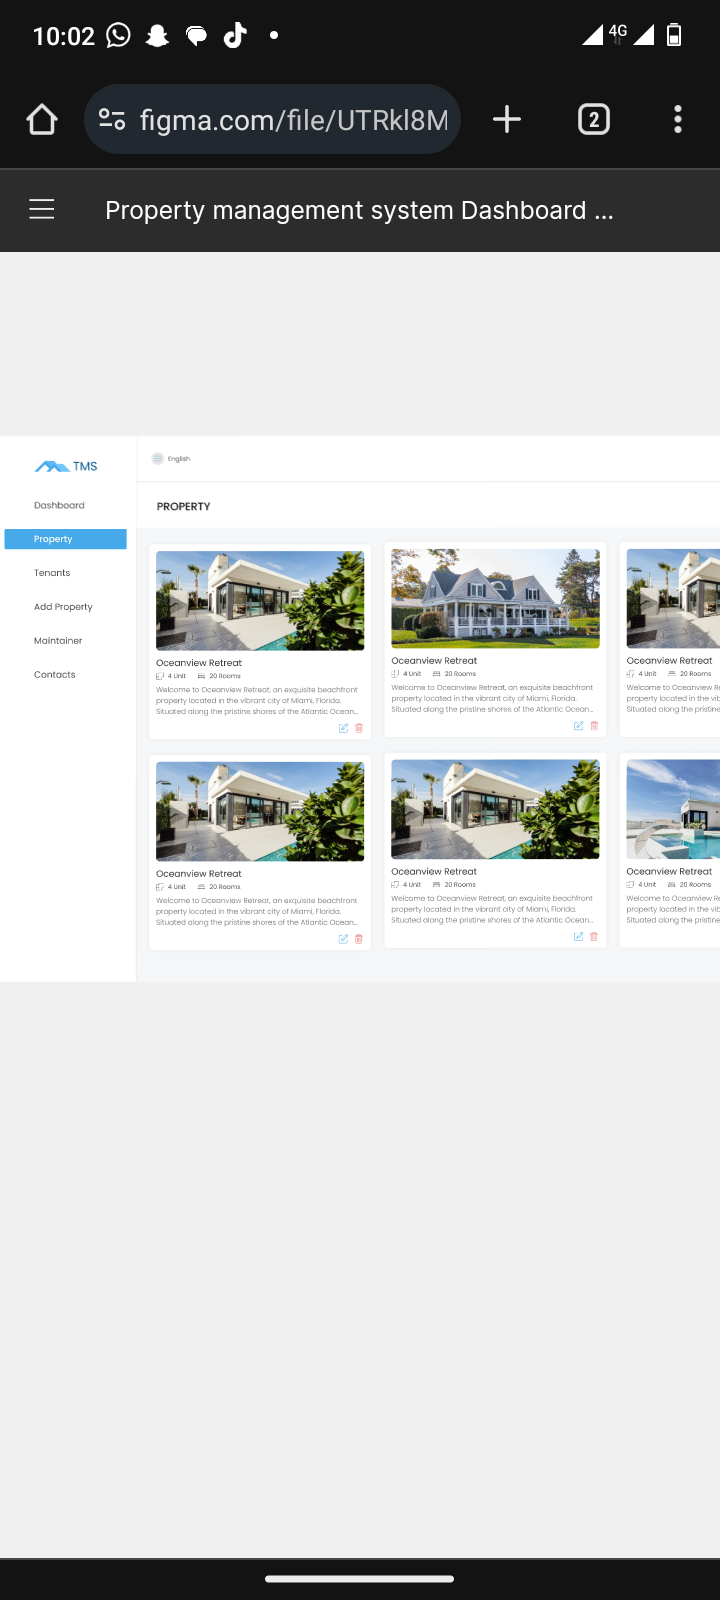 10:02
4G
figma.com/file/UTRkl8M
2
Property management system Dashboard ...
TMS
English
Dashboard
PROPERTY
Property
Tenants
Add Property
Maintainer
Contacts
Oceanview Retreat
4 Unit 20 Rooms
Welcome to Oceanview Retreat, an exquisite beachfront
property located in the vibrant city of Miami, Florida.
Situated along the pristine shores of the Atlantic Ocean...
Oceanview Retreat
4 Unit 20 Rooms
Welcome to Oceanview Retreat, an exquisite beachfront
property located in the vibrant city of Miami, Florida.
Situated along the pristine shores of the Atlantic Ocean...
Oceanview Retreat
4 Unit 20 Rooms
Welcome to Oceanview Re
property located in the vib
Situated along the pristine
Oceanview Retreat
4 Unit 20 Rooms
Welcome to Oceanview Retreat, an exquisite beachfront
property located in the vibrant city of Miami, Florida.
Situated along the pristine shores of the Atlantic Ocean...
Oceanview Retreat
4 Unit 20 Rooms
Welcome to Oceanview Retreat, an exquisite beachfront
property located in the vibrant city of Miami, Florida.
Situated along the pristine shores of the Atlantic Ocean...
Oceanview Retreat
4 Unit 20 Rooms
Welcome to Oceanview Re
property located in the vib
Situated along the pristine